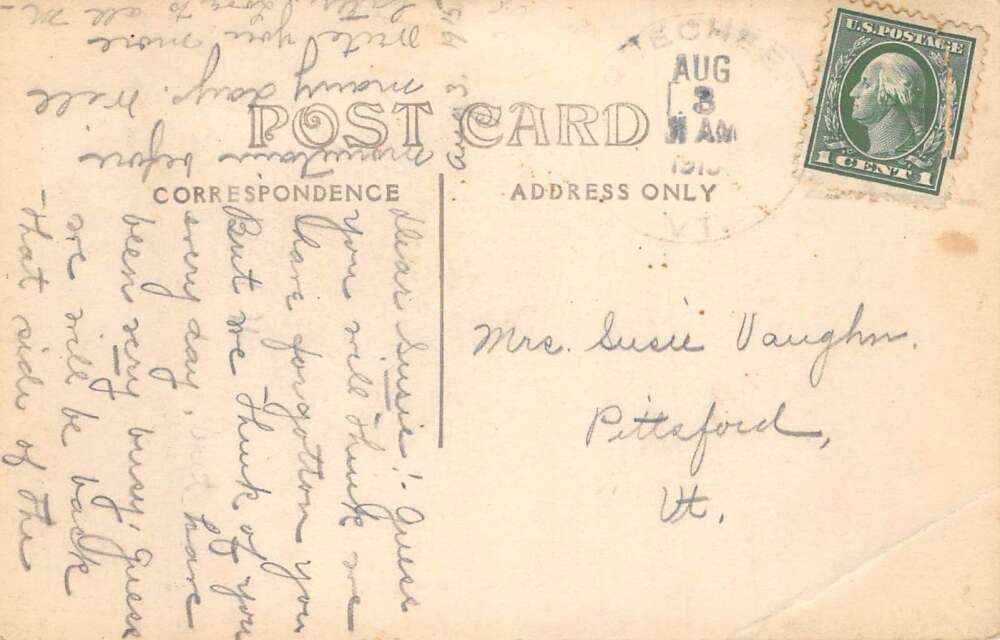 POST CARD
CORRESPONDENCE
ADDRESS ONLY
U.S. POSTAGE
1 CENT 1
AUG
3
AM
VT.
Dear Susie:- Guess
you will think we
have forgotton you
But we think of you
every day, have
been very busy, guess
we will be back
that side of the
mountain before
many days. Will
write you more
later, Love to all
Mrs. Susie Vaughn.
Pittsford,
Vt.